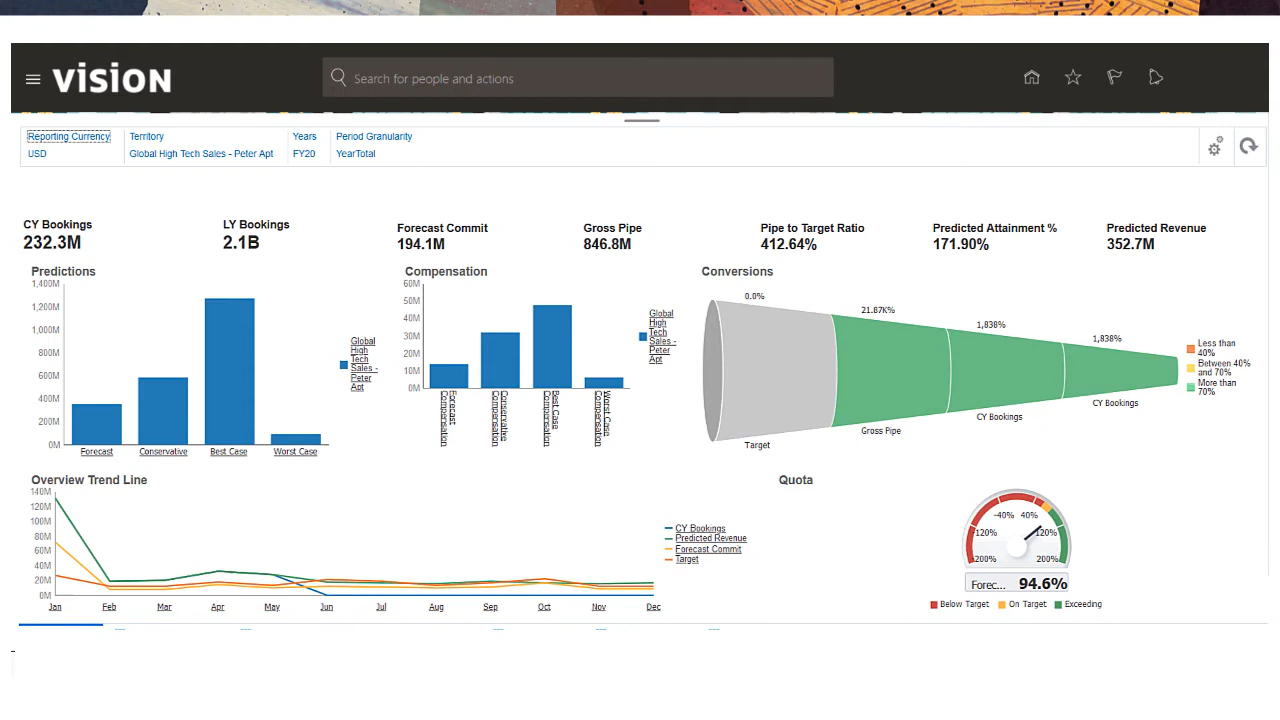 vision
Search for people and actions
Reporting Currency
USD
Territory
Global High Tech Sales - Peter Apt
Years
FY20
Period Granularity
YearTotal
CY Bookings
232.3M
LY Bookings
2.1B
Forecast Commit
194.1M
Gross Pipe
846.8M
Pipe to Target Ratio
412.64%
Predicted Attainment %
171.90%
Predicted Revenue
352.7M
Predictions
1,400M
1,200M
1,000M
800M
600M
400M
200M
0M
Forecast
Conservative
Best Case
Worst Case
Global
High
Tech
Sales -
Peter
Apt
Compensation
60M
50M
40M
30M
20M
10M
0M
Forecast
Compensation
Conservative
Compensation
Best Case
Compensation
Worst Case
Compensation
Global
High
Tech
Sales -
Peter
Apt
Conversions
0.0%
21.87K%
1,838%
1,838%
Target
Gross Pipe
CY Bookings
CY Bookings
Less than
40%
Between 40%
and 70%
More than
70%
Overview Trend Line
140M
120M
100M
80M
60M
40M
20M
0M
Jan Feb Mar Apr May Jun Jul Aug Sep Oct Nov Dec
CY Bookings
Predicted Revenue
Forecast Commit
Target
Quota
-40% 40%
-120% 120%
-200% 200%
Forec... 94.6%
Below Target On Target Exceeding